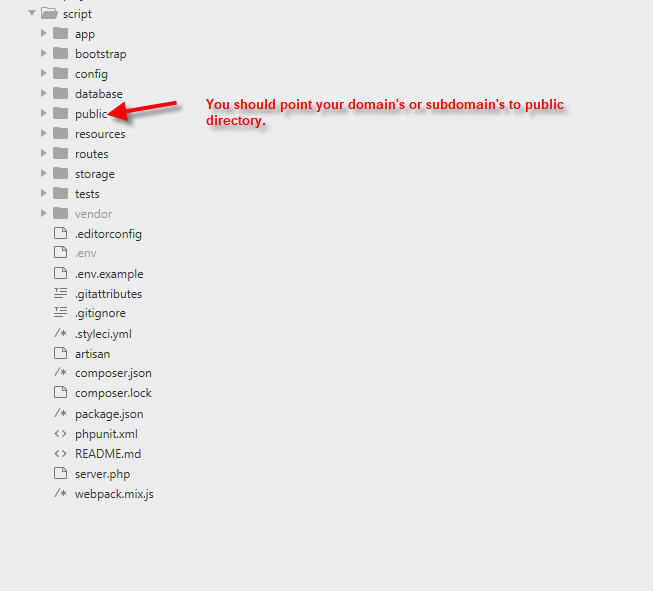 script
app
bootstrap
config
database
public
You should point your domain's or subdomain's to public
directory.
resources
routes
storage
tests
vendor
.editorconfig
.env
.env.example
.gitattributes
.gitignore
/* .styleci.yml
artisan
/* composer.json
composer.lock
/* package.json
<> phpunit.xml
<> README.md
server.php
/* webpack.mix.js